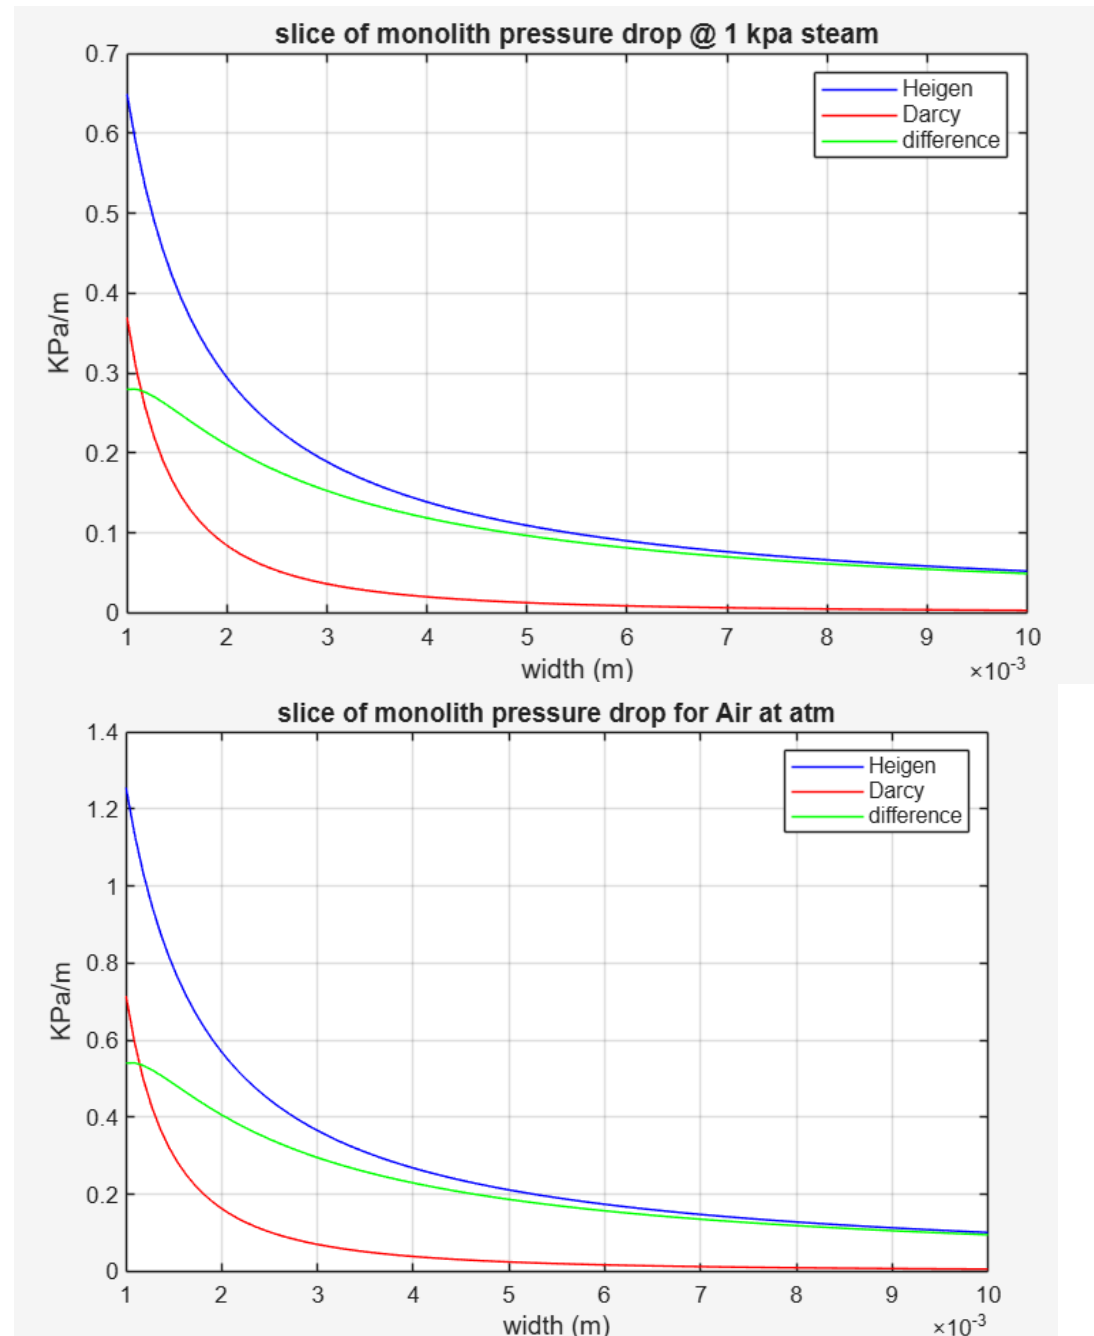 slice of monolith pressure drop @ 1 kpa steam
0.7
0.6
0.5
0.4
0.3
0.2
0.1
0
KPa/m
Heigen
Darcy
difference
1 2 3 4 5 6 7 8 9 10
width (m)
×10⁻³
slice of monolith pressure drop for Air at atm
1.4
1.2
1
0.8
0.6
0.4
0.2
0
KPa/m
Heigen
Darcy
difference
1 2 3 4 5 6 7 8 9 10
width (m)
×10⁻³